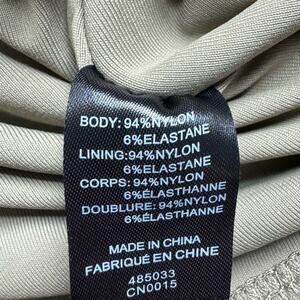 BODY: 94%NYLON
6%ELASTANE
LINING: 94%NYLON
6%ELASTANE
CORPS: 94%NYLON
6%ÉLASTHANNE
DOUBLURE: 94%NYLON
6%ÉLASTHANNE
MADE IN CHINA
FABRIQUÉ EN CHINE
485033
CN0015